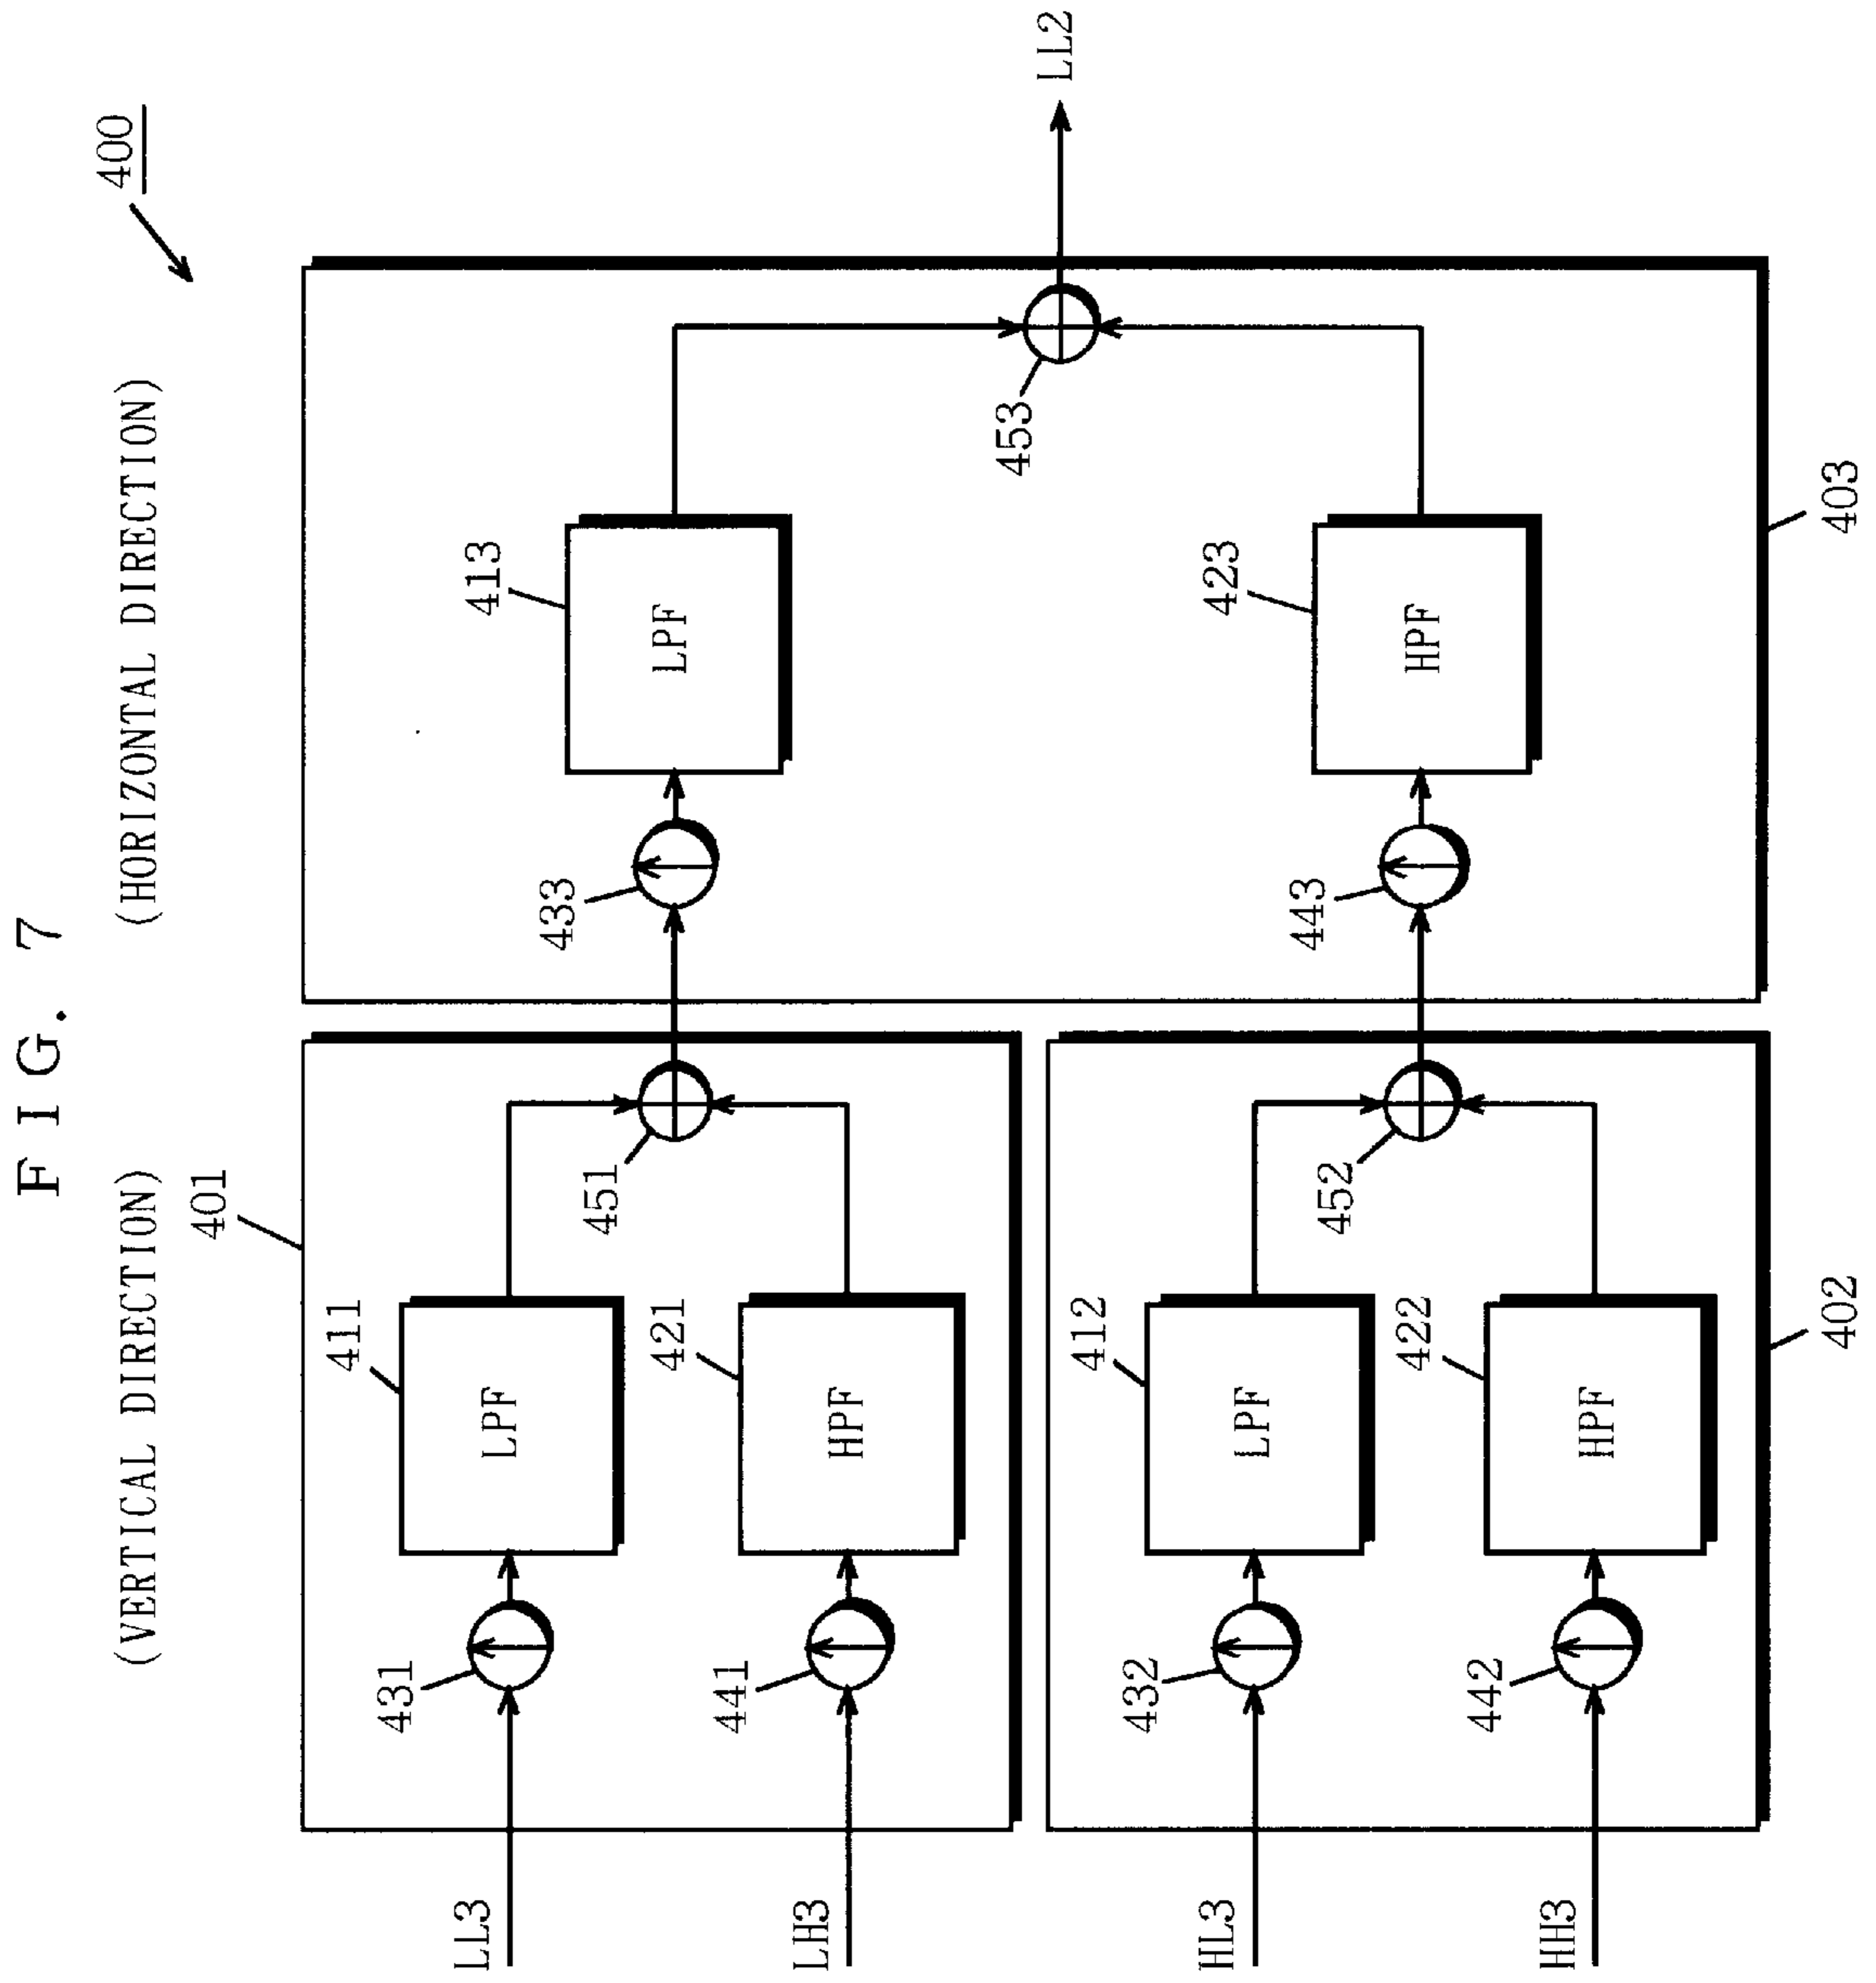 F I G. 7
400
(VERTICAL DIRECTION)
(HORIZONTAL DIRECTION)
401
LL3
431
411
LPF
451
LH3
441
421
HPF
433
413
LPF
453
LL2
HL3
432
412
LPF
452
HH3
442
422
HPF
443
423
HPF
402
403